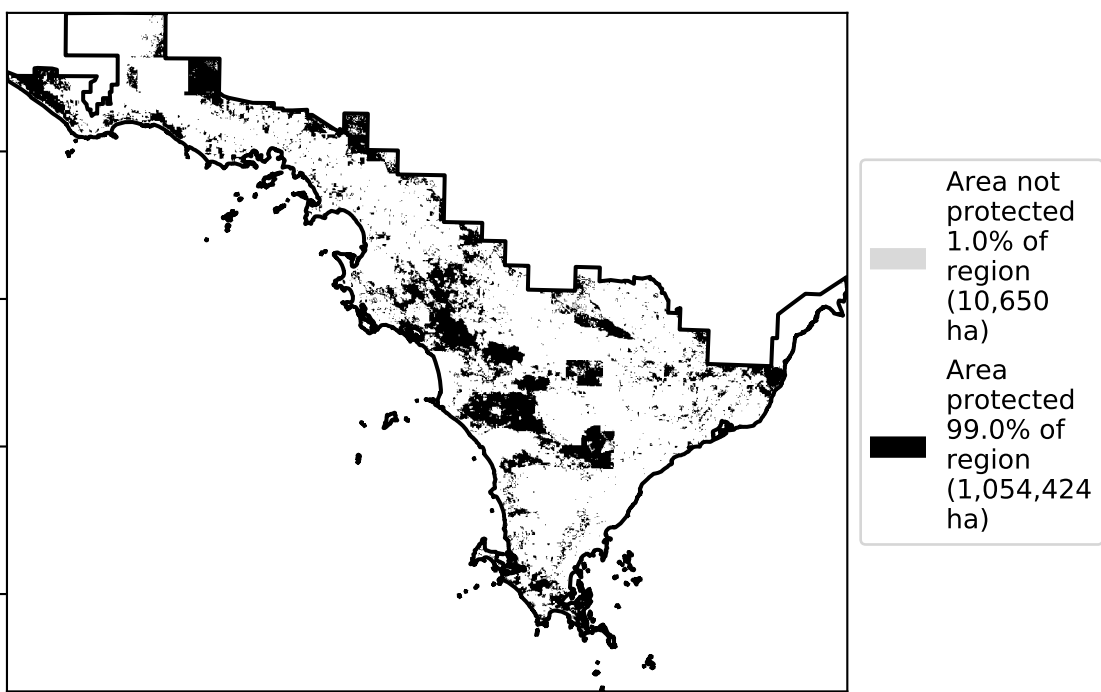 Area not
protected
1.0% of
region
(10,650
ha)
Area
protected
99.0% of
region
(1,054,424
ha)